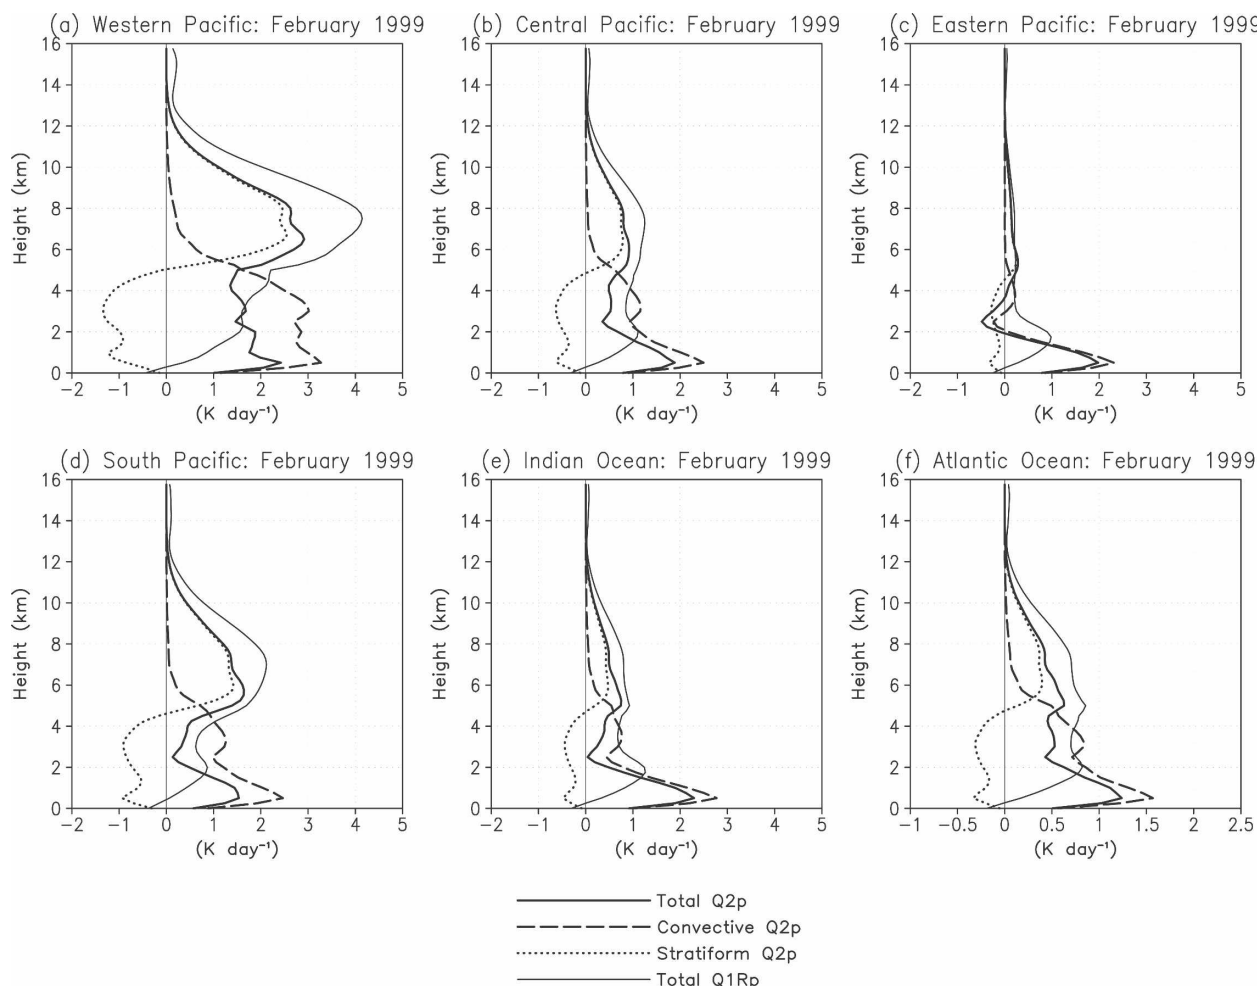 (a) Western Pacific: February 1999
(b) Central Pacific: February 1999
(c) Eastern Pacific: February 1999
16
14
12
10
8
6
4
2
0
Height (km)
−2 −1 0 1 2 3 4 5
(K day⁻¹)
16
14
12
10
8
6
4
2
0
Height (km)
−2 −1 0 1 2 3 4 5
(K day⁻¹)
16
14
12
10
8
6
4
2
0
Height (km)
−2 −1 0 1 2 3 4 5
(K day⁻¹)
(d) South Pacific: February 1999
(e) Indian Ocean: February 1999
(f) Atlantic Ocean: February 1999
16
14
12
10
8
6
4
2
0
Height (km)
−2 −1 0 1 2 3 4 5
(K day⁻¹)
16
14
12
10
8
6
4
2
0
Height (km)
−2 −1 0 1 2 3 4 5
(K day⁻¹)
16
14
12
10
8
6
4
2
0
Height (km)
−1 −0.5 0 0.5 1 1.5 2 2.5
(K day⁻¹)
Total Q2p
Convective Q2p
Stratiform Q2p
Total Q1Rp